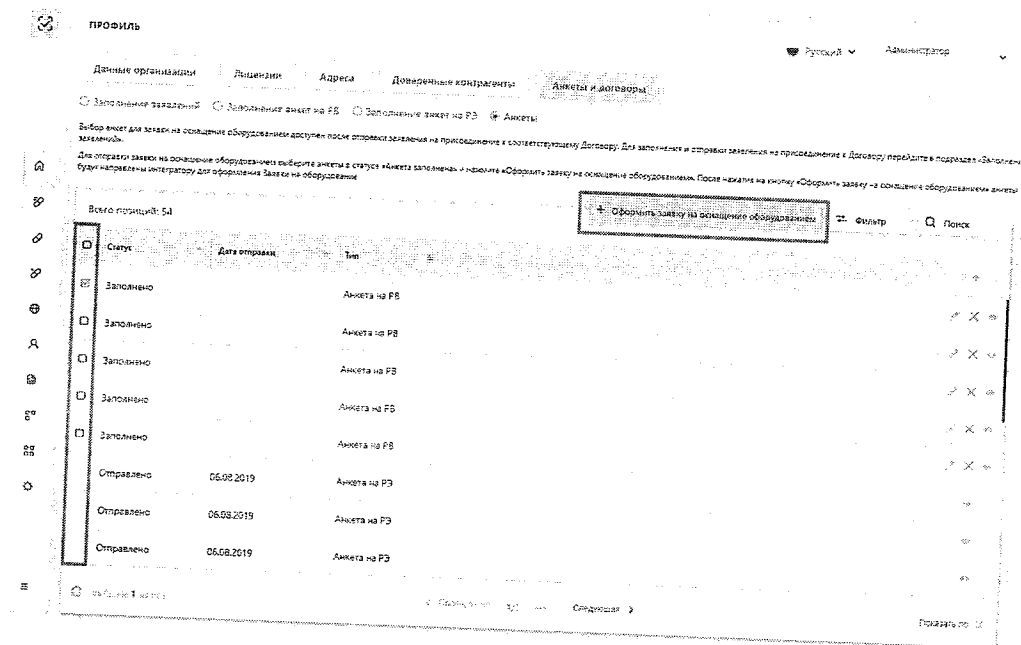 ПРОФИЛЬ
Русский
Администратор
Данные организации
Лицензии
Адреса
Доверенные контрагенты
Анкеты и договоры
Заполнение заявлений
Заполнение анкет на РВ
Заполнение анкет на РЭ
Анкеты
Выбор анкет для заявки на оснащение оборудованием доступен после отправки заявления на присоединение к соответствующему Договору. Для заполнения и отправки заявления на присоединение к Договору перейдите в подраздел «Заполнение
заявлений».
Для отправки заявки на оснащение оборудованием выберите анкеты в статусе «Анкета заполнена» и нажмите «Оформить заявку на оснащение оборудованием». После нажатия на кнопку «Оформить заявку на оснащение оборудованием» анкеты
будут направлены интегратору для оформления Заявки на оборудование
Всего позиций: 54
+ Оформить заявку на оснащение оборудованием
Фильтр
Поиск
Статус
Дата отправки
Тип
Заполнено Анкета на РВ
Заполнено Анкета на РВ
Заполнено Анкета на РВ
Заполнено Анкета на РВ
Заполнено Анкета на РВ
Отправлено 06.08.2019 Анкета на РЭ
Отправлено 06.08.2019 Анкета на РЭ
Отправлено 06.08.2019 Анкета на РЭ
1
Следующая
Показать по